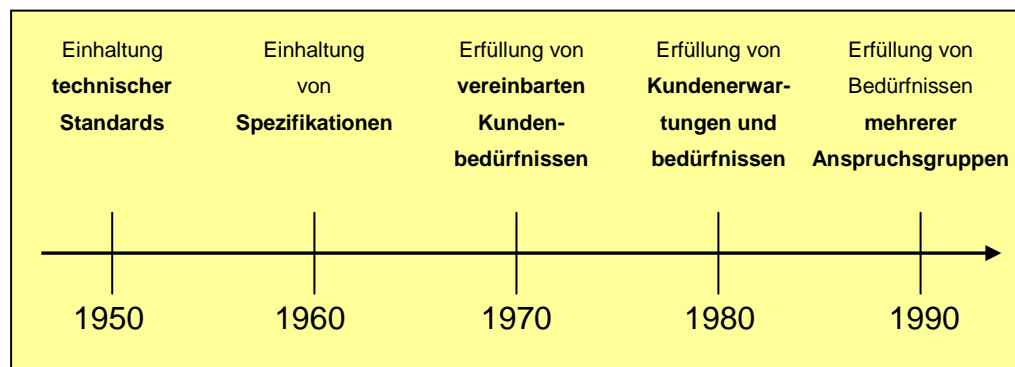 Einhaltung
technischer
Standards
Einhaltung
von
Spezifikationen
Erfüllung von
vereinbarten
Kunden-
bedürfnissen
Erfüllung von
Kundenerwar-
tungen und
bedürfnissen
Erfüllung von
Bedürfnissen
mehrerer
Anspruchsgruppen
1950
1960
1970
1980
1990